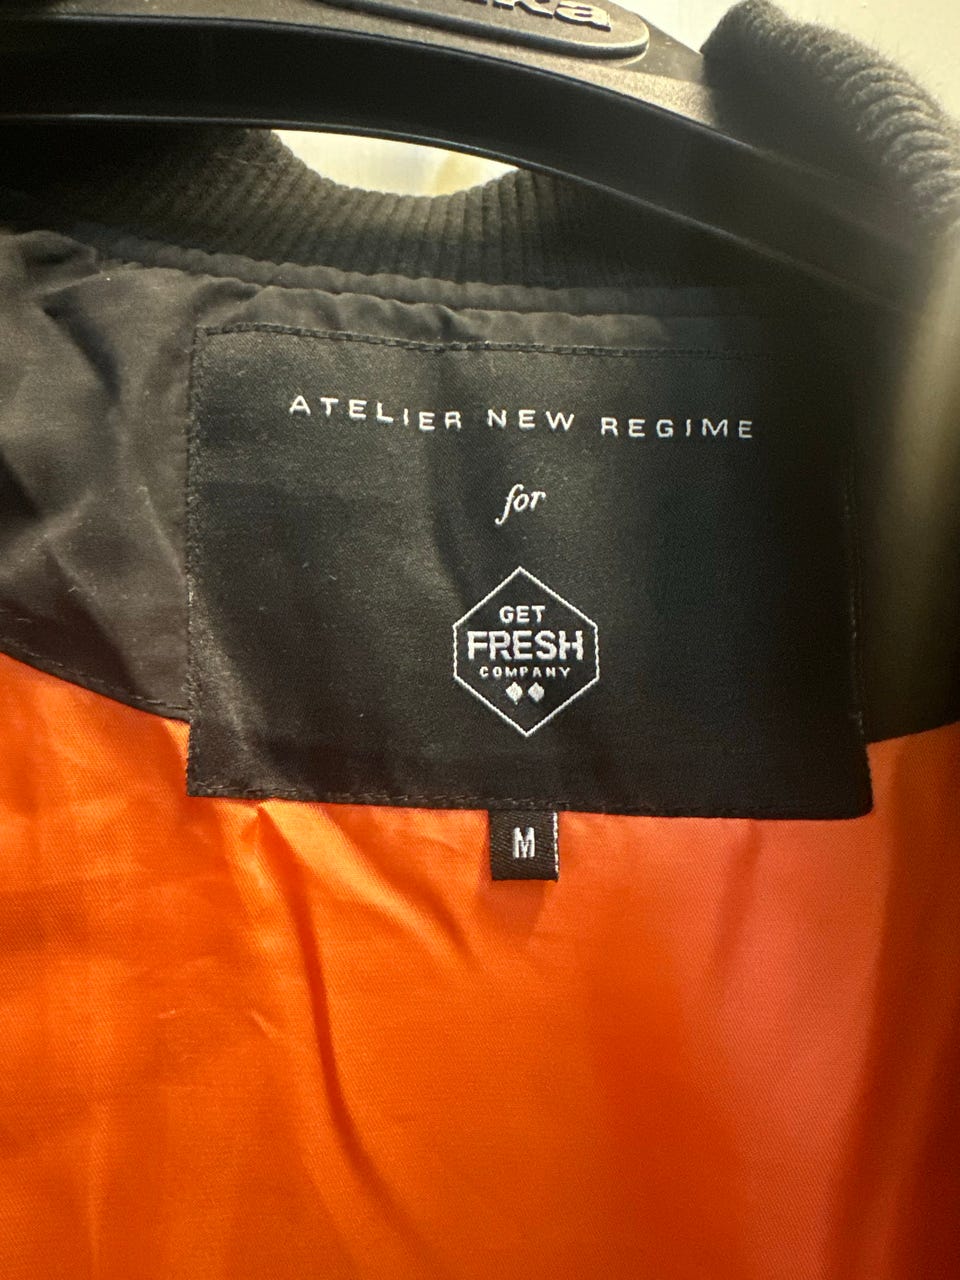 ATELIER NEW REGIME
for
GET
FRESH
COMPANY
M